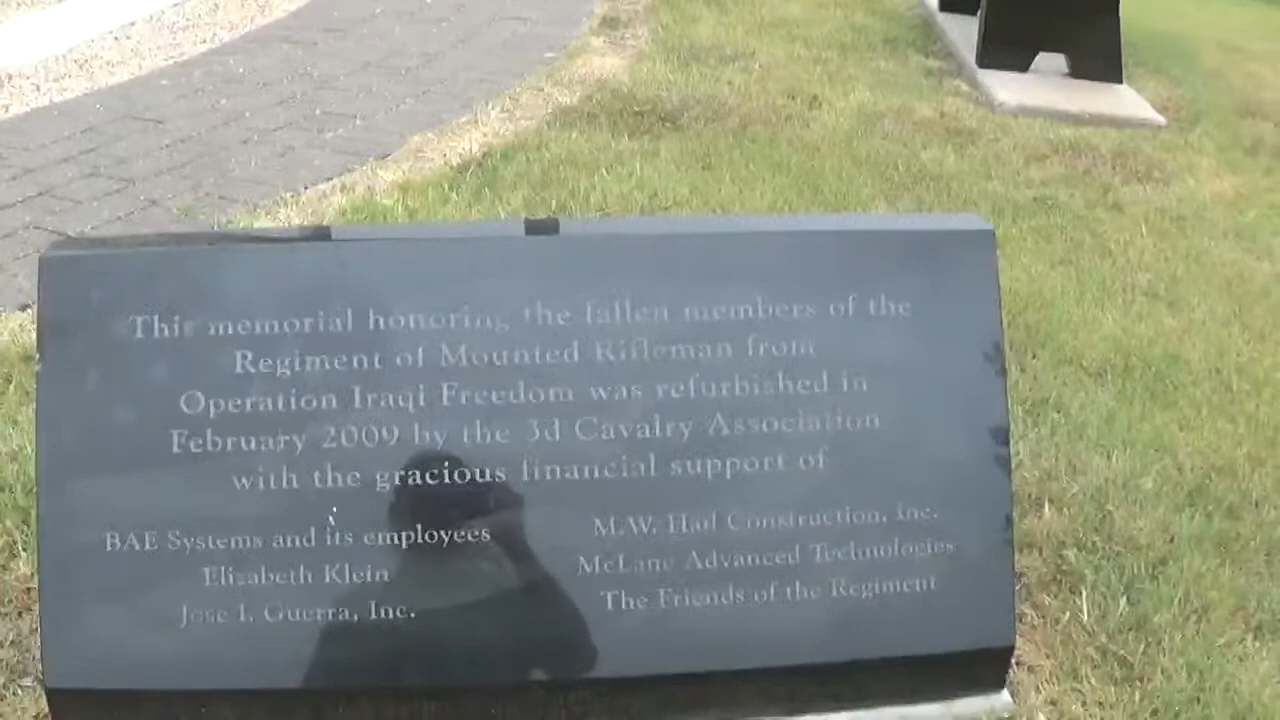 This memorial honoring the fallen members of the
Regiment of Mounted Rifleman from
Operation Iraqi Freedom was refurbished in
February 2009 by the 3d Cavalry Association
with the gracious financial support of
BAE Systems and its employees
Elizabeth Klein
Jose I. Guerra, Inc.
M.W. Construction, Inc.
McLane Advanced Technologies
The Friends of the Regiment